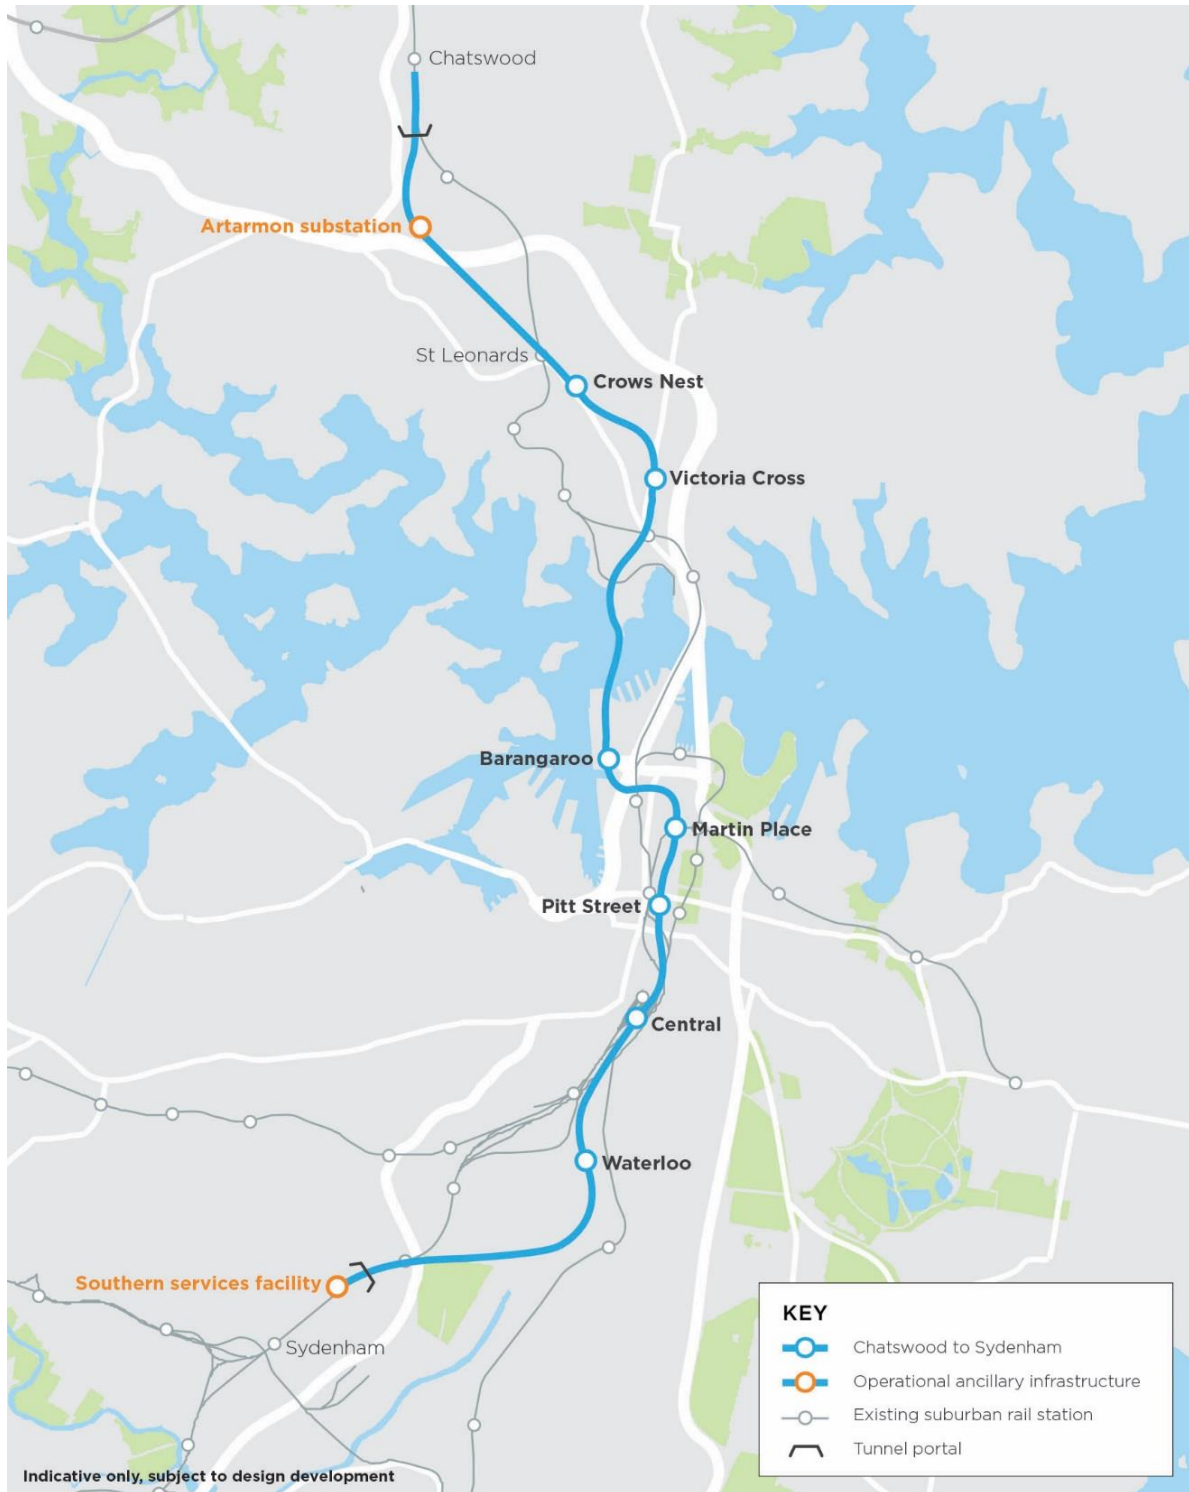 Chatswood
Artarmon substation
St Leonards
Crows Nest
Victoria Cross
Barangaroo
Martin Place
Pitt Street
Central
Waterloo
Southern services facility
Sydenham
KEY
Chatswood to Sydenham
Operational ancillary infrastructure
Existing suburban rail station
Tunnel portal
Indicative only, subject to design development